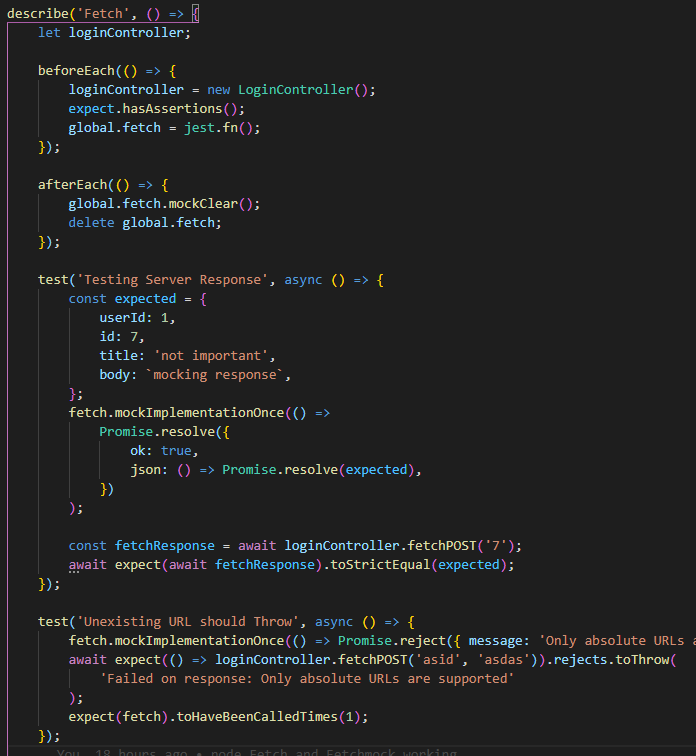 describe('Fetch', () => {
let loginController;
beforeEach(() => {
loginController = new LoginController();
expect.hasAssertions();
global.fetch = jest.fn();
});
afterEach(() => {
global.fetch.mockClear();
delete global.fetch;
});
test('Testing Server Response', async () => {
const expected = {
userId: 1,
id: 7,
title: 'not important',
body: `mocking response`,
};
fetch.mockImplementationOnce(() =>
Promise.resolve({
ok: true,
json: () => Promise.resolve(expected),
})
);
const fetchResponse = await loginController.fetchPOST('7');
await expect(await fetchResponse).toStrictEqual(expected);
});
test('Unexisting URL should Throw', async () => {
fetch.mockImplementationOnce(() => Promise.reject({ message: 'Only absolute URLs a
await expect(() => loginController.fetchPOST('asid', 'asdas')).rejects.toThrow(
'Failed on response: Only absolute URLs are supported'
);
expect(fetch).toHaveBeenCalledTimes(1);
});
You, 18 hours ago • node Fetch and Fetchmock working